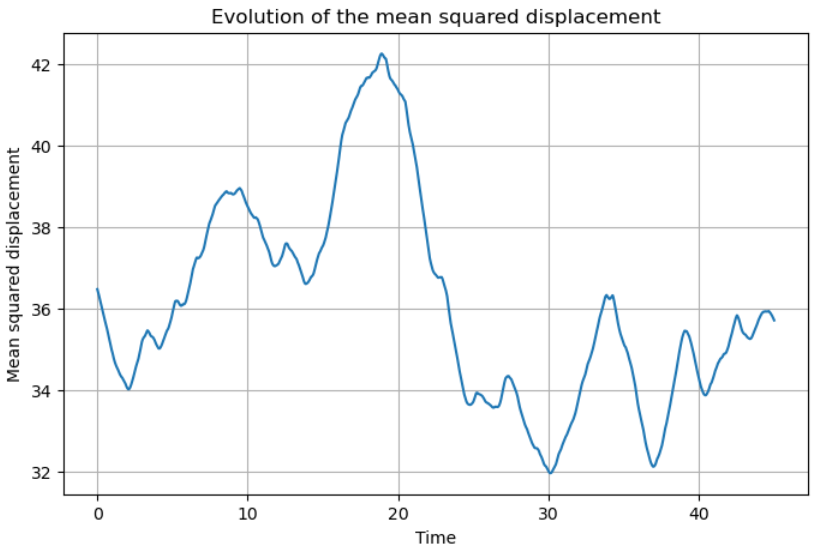 Evolution of the mean squared displacement
Mean squared displacement
42
40
38
36
34
32
0 10 20 30 40
Time